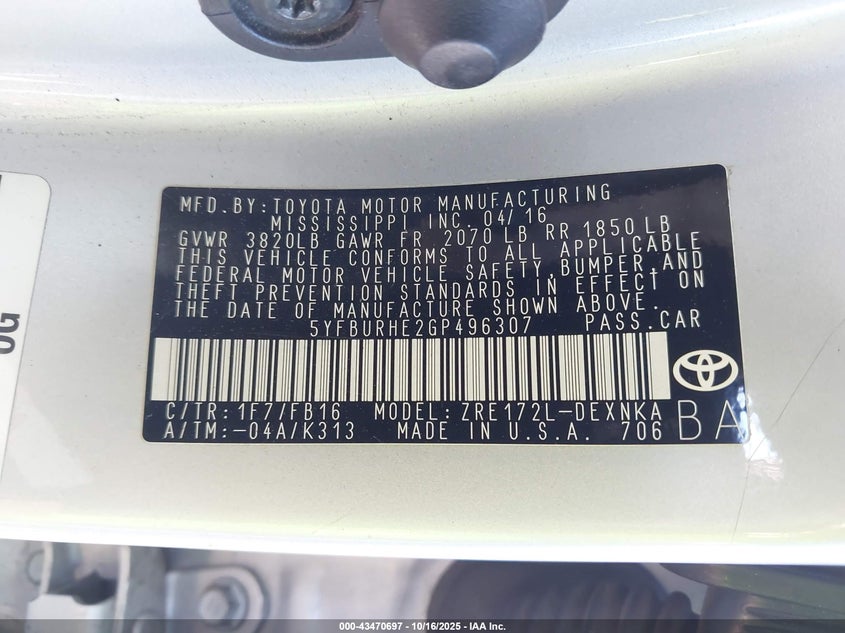 MFD.BY:TOYOTA MOTOR MANUFACTURING
MISSISSIPPI INC.04/16
GVWR 3820LB GAWR FR 2070 LB RR 1850 LB
THIS VEHICLE CONFORMS TO ALL APPLICABLE
FEDERAL MOTOR VEHICLE SAFETY,BUMPER,AND
THEFT PREVENTION STANDARDS IN EFFECT ON
THE DATE OF MANUFACTURE SHOWN ABOVE.
5YFBURHE2GP496307 PASS.CAR
C/TR:1F7/FB16 MODEL:ZRE172L-DEXNKA
A/TM:-04A/K313 MADE IN U.S.A. 706
BA
000-43470697 - 10/16/2025 - IAA Inc.